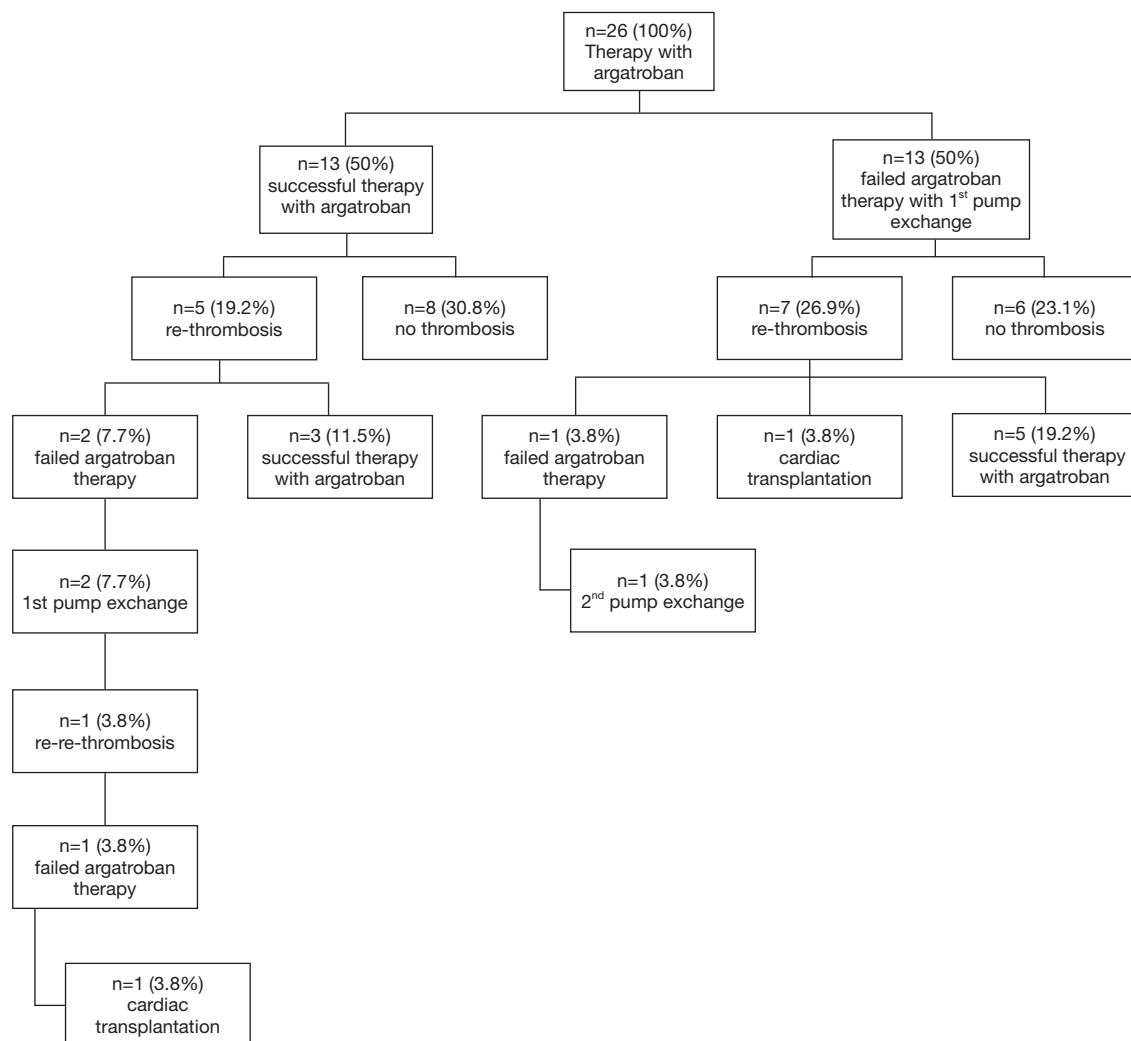 n=26 (100%)
Therapy with
argatroban
n=13 (50%)
successful therapy
with argatroban
n=13 (50%)
failed argatroban
therapy with 1st pump
exchange
n=5 (19.2%)
re-thrombosis
n=8 (30.8%)
no thrombosis
n=7 (26.9%)
re-thrombosis
n=6 (23.1%)
no thrombosis
n=2 (7.7%)
failed argatroban
therapy
n=3 (11.5%)
successful therapy
with argatroban
n=1 (3.8%)
failed argatroban
therapy
n=1 (3.8%)
cardiac
transplantation
n=5 (19.2%)
successful therapy
with argatroban
n=2 (7.7%)
1st pump exchange
n=1 (3.8%)
2nd pump exchange
n=1 (3.8%)
re-re-thrombosis
n=1 (3.8%)
failed argatroban
therapy
n=1 (3.8%)
cardiac
transplantation